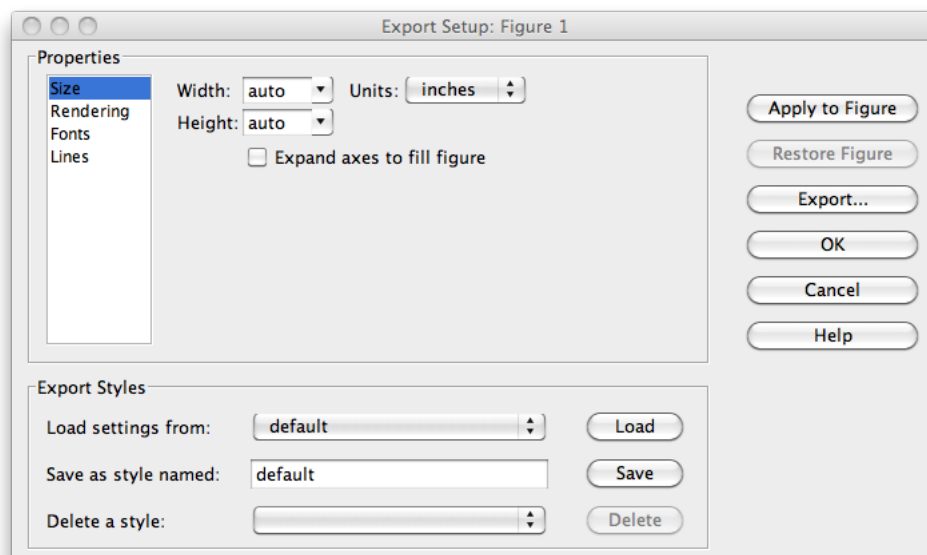 Export Setup: Figure 1
Properties
Size
Rendering
Fonts
Lines
Width: auto Units: inches
Height: auto
Expand axes to fill figure
Apply to Figure
Restore Figure
Export...
OK
Cancel
Help
Export Styles
Load settings from: default Load
Save as style named: default Save
Delete a style: Delete